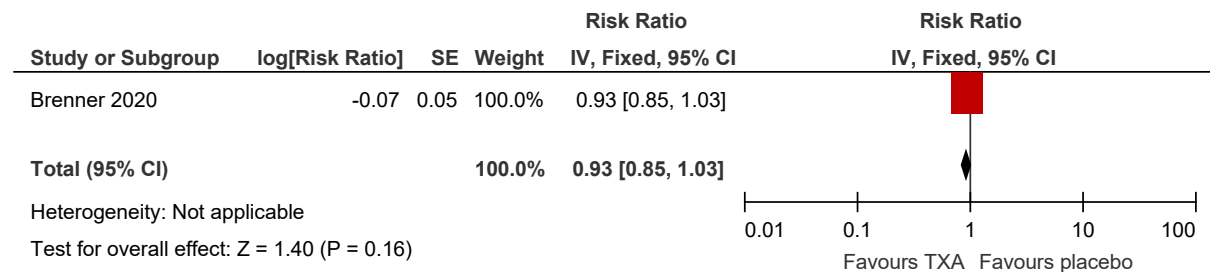 Risk Ratio Risk Ratio
Study or Subgroup log[Risk Ratio] SE Weight IV, Fixed, 95% CI IV, Fixed, 95% CI
Brenner 2020 -0.07 0.05 100.0% 0.93 [0.85, 1.03]
Total (95% CI) 100.0% 0.93 [0.85, 1.03]
Heterogeneity: Not applicable
Test for overall effect: Z = 1.40 (P = 0.16)
0.01 0.1 1 10 100
Favours TXA Favours placebo